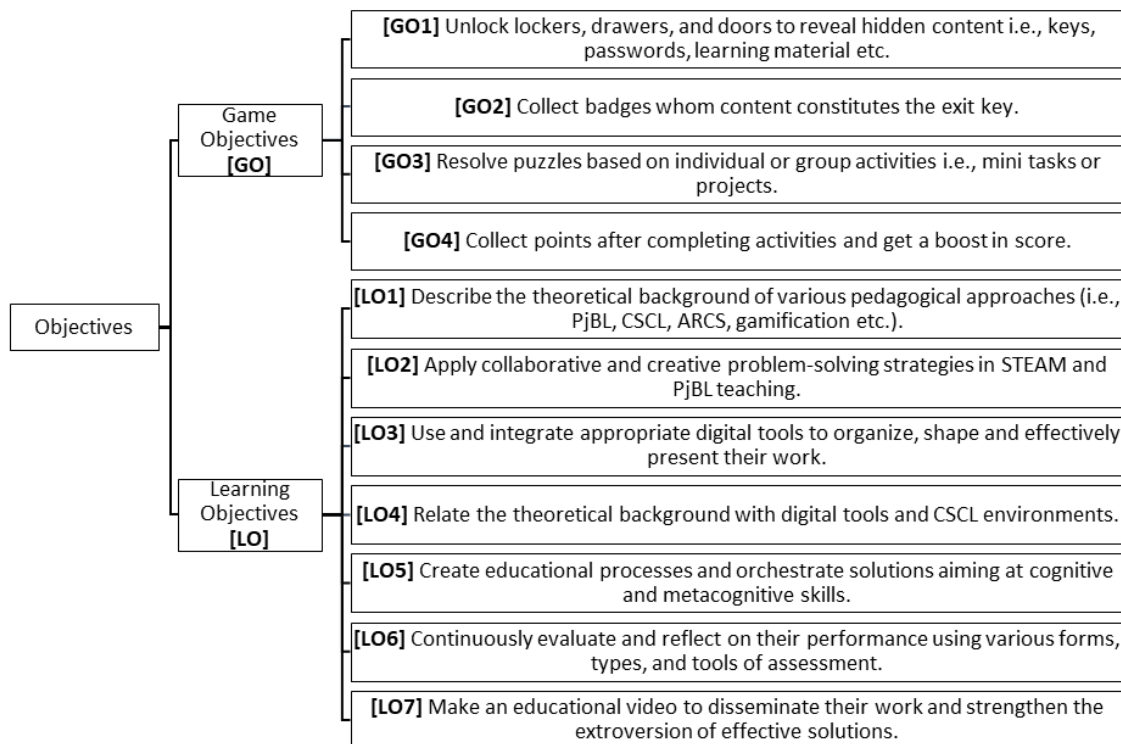 Objectives
Game
Objectives
[GO]
[GO1] Unlock lockers, drawers, and doors to reveal hidden content i.e., keys,
passwords, learning material etc.
[GO2] Collect badges whom content constitutes the exit key.
[GO3] Resolve puzzles based on individual or group activities i.e., mini tasks or
projects.
[GO4] Collect points after completing activities and get a boost in score.
Learning
Objectives
[LO]
[LO1] Describe the theoretical background of various pedagogical approaches (i.e.,
PjBL, CSCL, ARCS, gamification etc.).
[LO2] Apply collaborative and creative problem-solving strategies in STEAM and
PjBL teaching.
[LO3] Use and integrate appropriate digital tools to organize, shape and effectively
present their work.
[LO4] Relate the theoretical background with digital tools and CSCL environments.
[LO5] Create educational processes and orchestrate solutions aiming at cognitive
and metacognitive skills.
[LO6] Continuously evaluate and reflect on their performance using various forms,
types, and tools of assessment.
[LO7] Make an educational video to disseminate their work and strengthen the
extroversion of effective solutions.